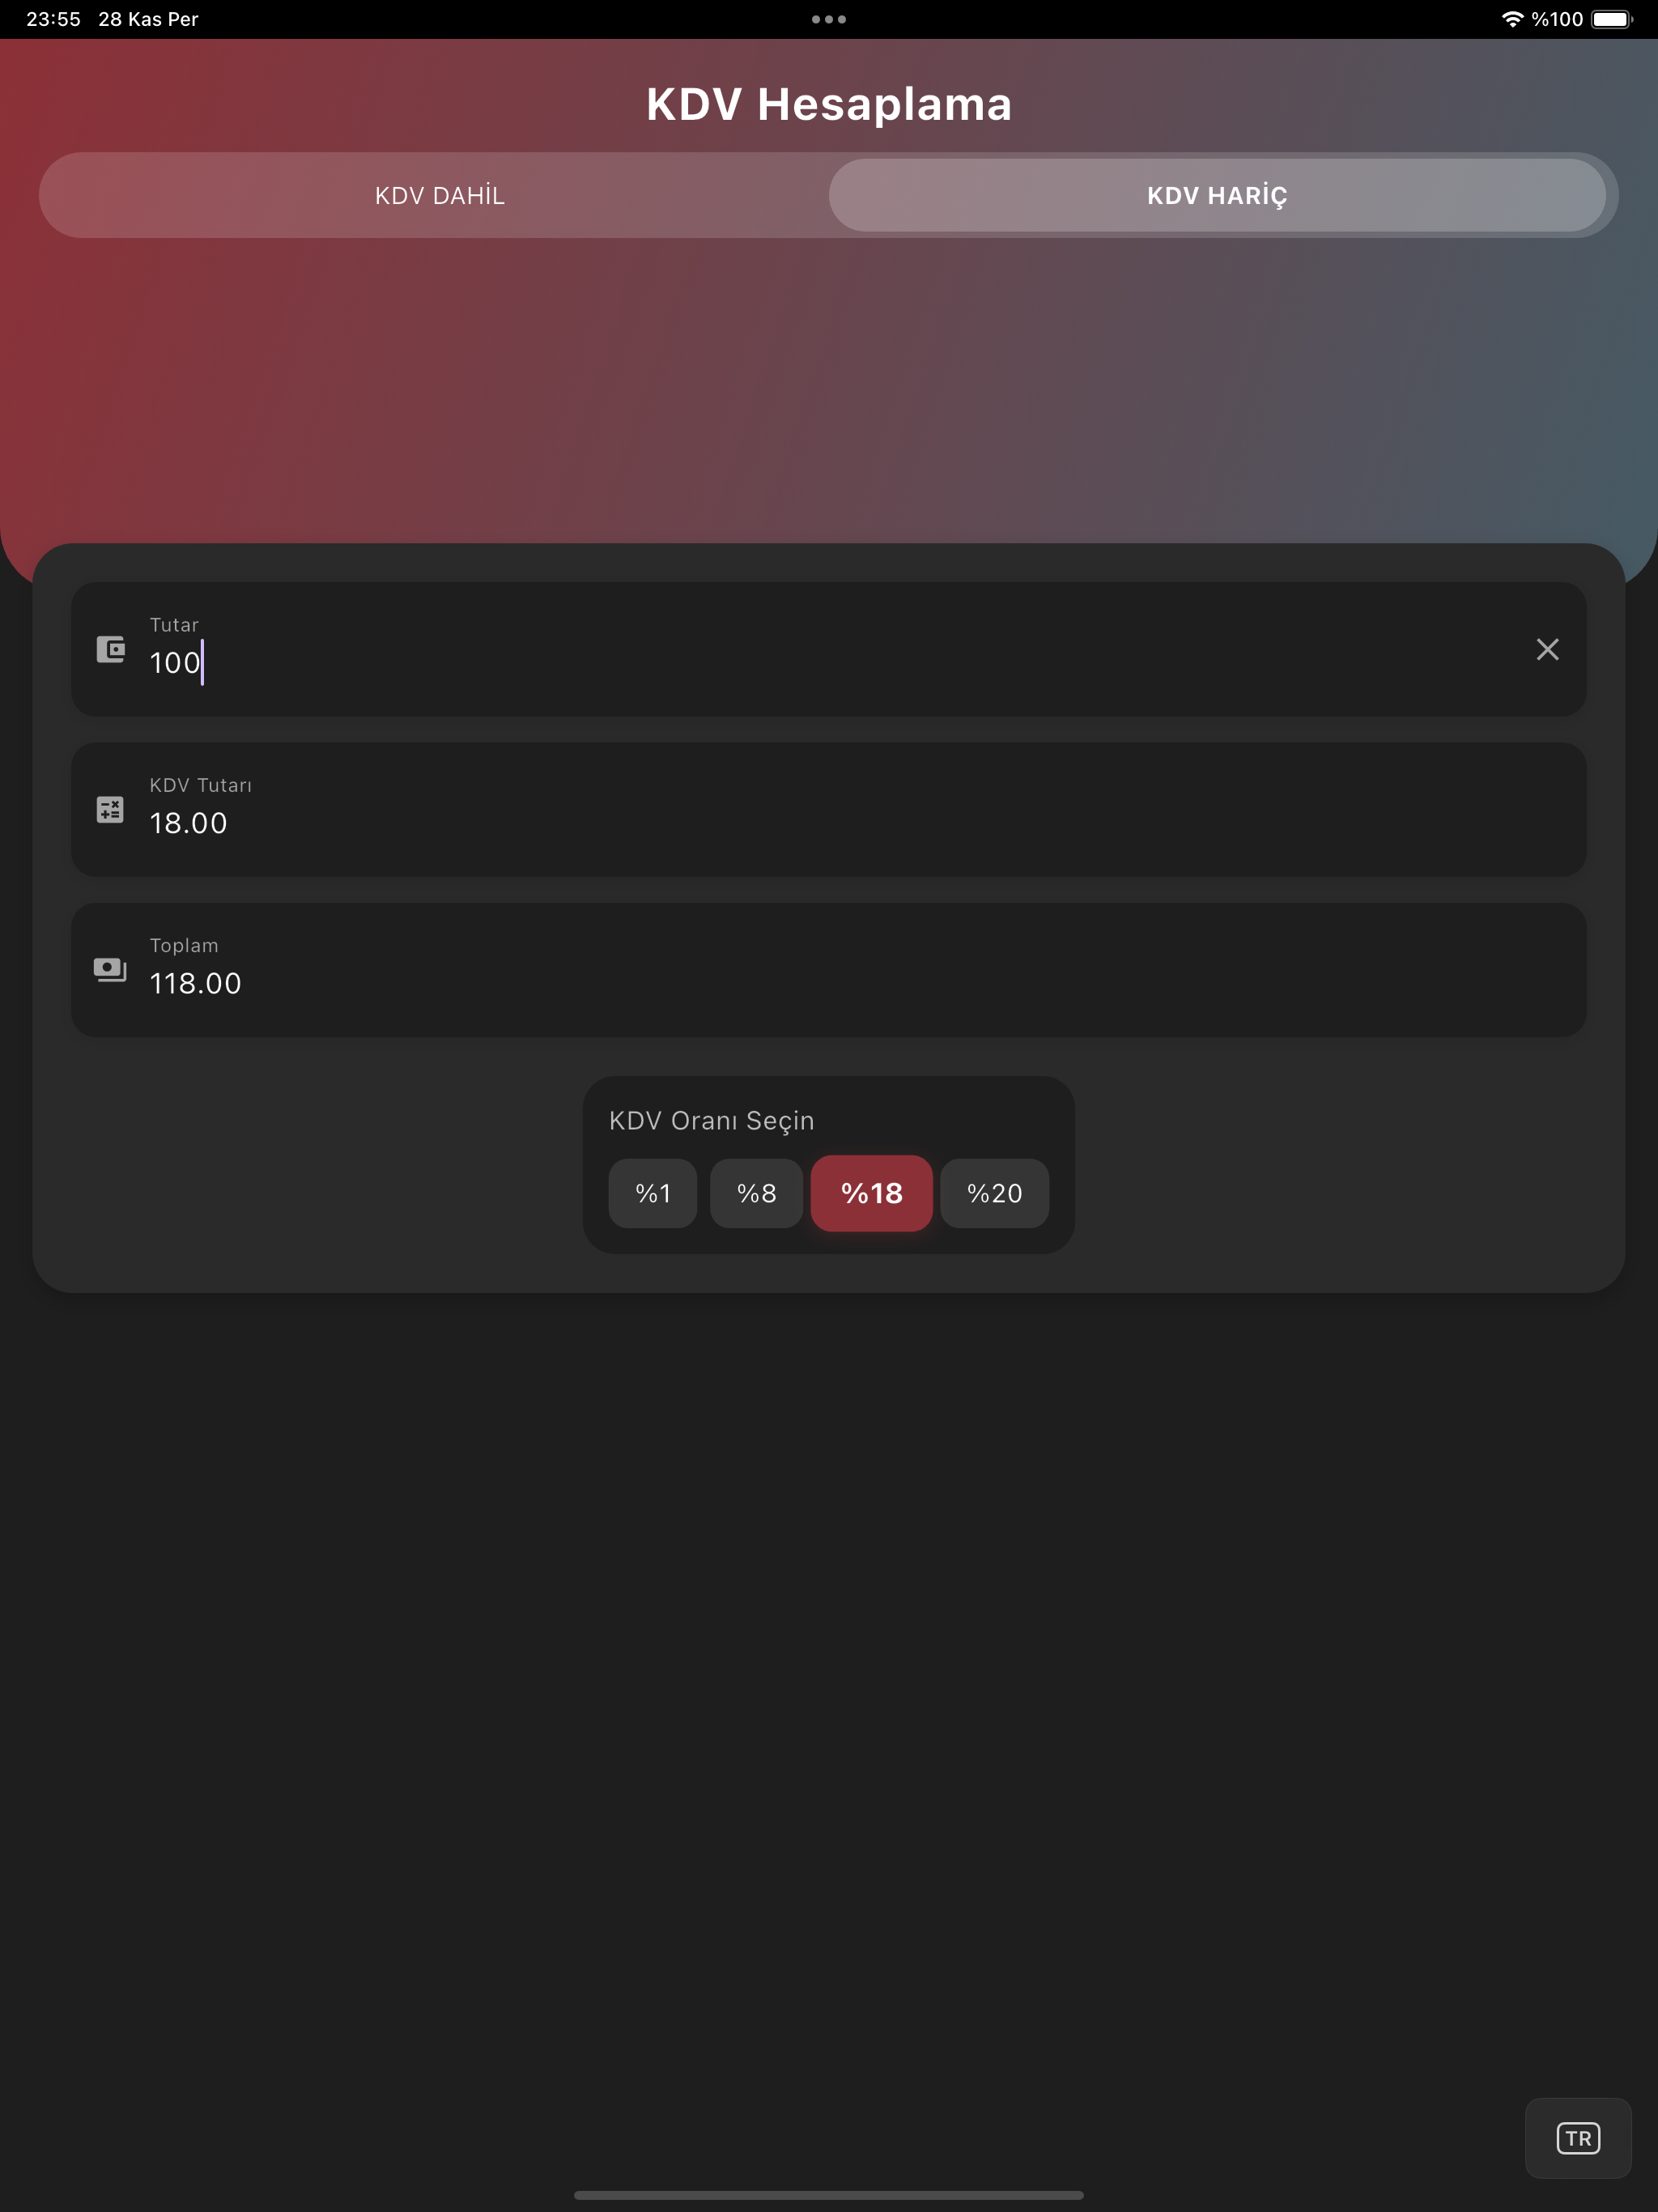 23:55 28 Kas Per
%100
KDV Hesaplama
KDV DAHİL
KDV HARİÇ
Tutar
100
KDV Tutarı
18.00
Toplam
118.00
KDV Oranı Seçin
%1 %8 %18 %20
TR